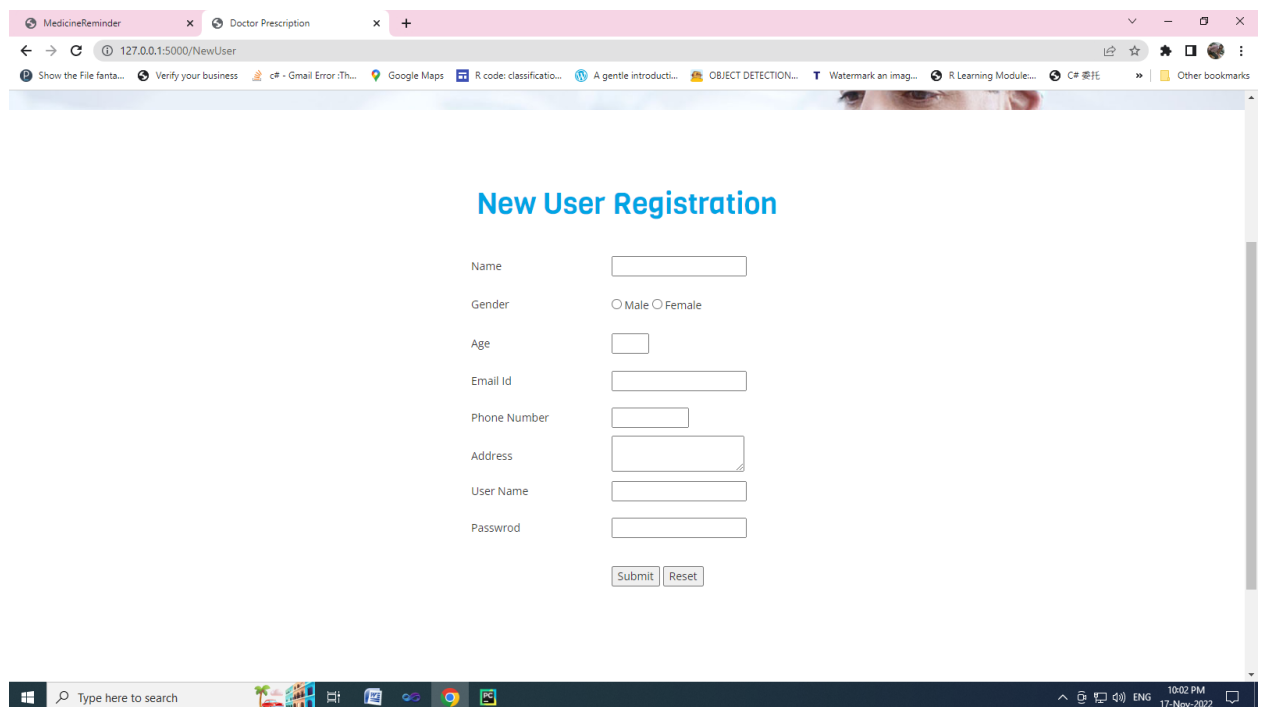 MedicineReminder Doctor Prescription
127.0.0.1:5000/NewUser
Show the File fanta... Verify your business c# - Gmail Error :Th... Google Maps R code: classificatio... A gentle introducti... OBJECT DETECTION... T Watermark an imag... R Learning Module:... C# 委托 » Other bookmarks
New User Registration
Name
Gender Male Female
Age
Email Id
Phone Number
Address
User Name
Passwrod
Submit Reset
Type here to search ENG 10:02 PM
17-Nov-2022